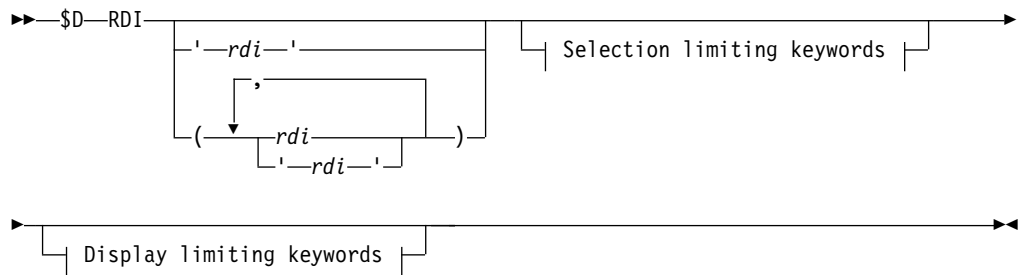 $D RDI
' rdi '
,
( rdi )
' rdi '
Selection limiting keywords
Display limiting keywords